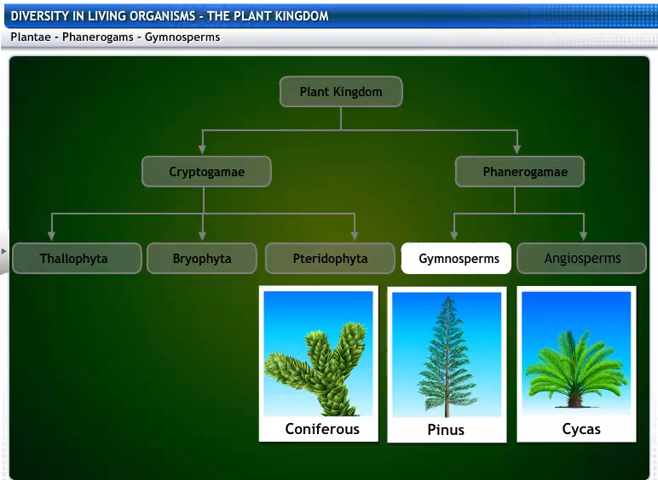 DIVERSITY IN LIVING ORGANISMS - THE PLANT KINGDOM
Plantae - Phanerogams - Gymnosperms
Plant Kingdom
Cryptogamae
Phanerogamae
Thallophyta
Bryophyta
Pteridophyta
Gymnosperms
Angiosperms
Coniferous
Pinus
Cycas